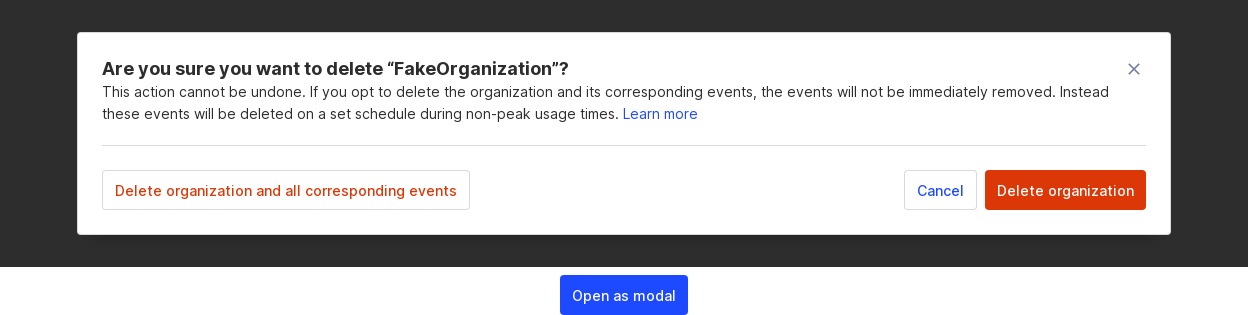 Are you sure you want to delete “FakeOrganization”?
This action cannot be undone. If you opt to delete the organization and its corresponding events, the events will not be immediately removed. Instead
these events will be deleted on a set schedule during non-peak usage times. Learn more
Delete organization and all corresponding events
Cancel
Delete organization
Open as modal